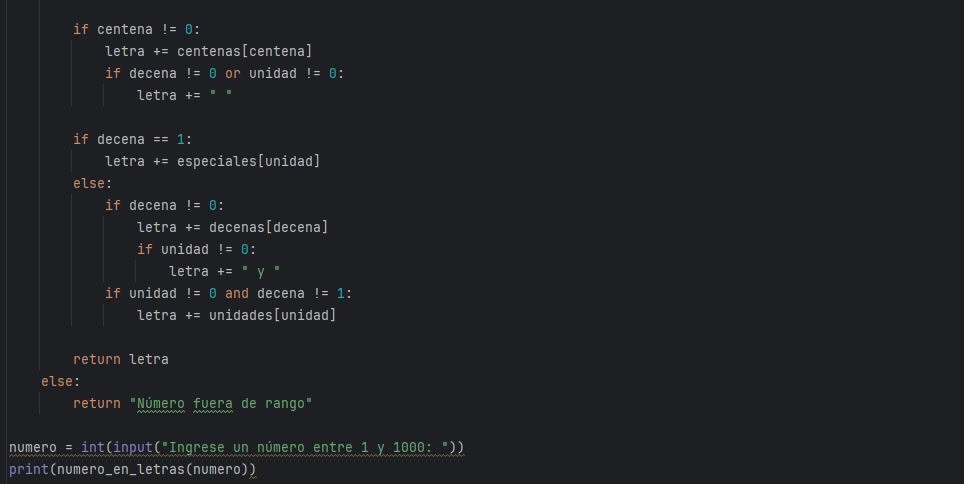 if centena != 0:
letra += centenas[centena]
if decena != 0 or unidad != 0:
letra += " "
if decena == 1:
letra += especiales[unidad]
else:
if decena != 0:
letra += decenas[decena]
if unidad != 0:
letra += " y "
if unidad != 0 and decena != 1:
letra += unidades[unidad]
return letra
else:
return "Número fuera de rango"
numero = int(input("Ingrese un número entre 1 y 1000: "))
print(numero_en_letras(numero))